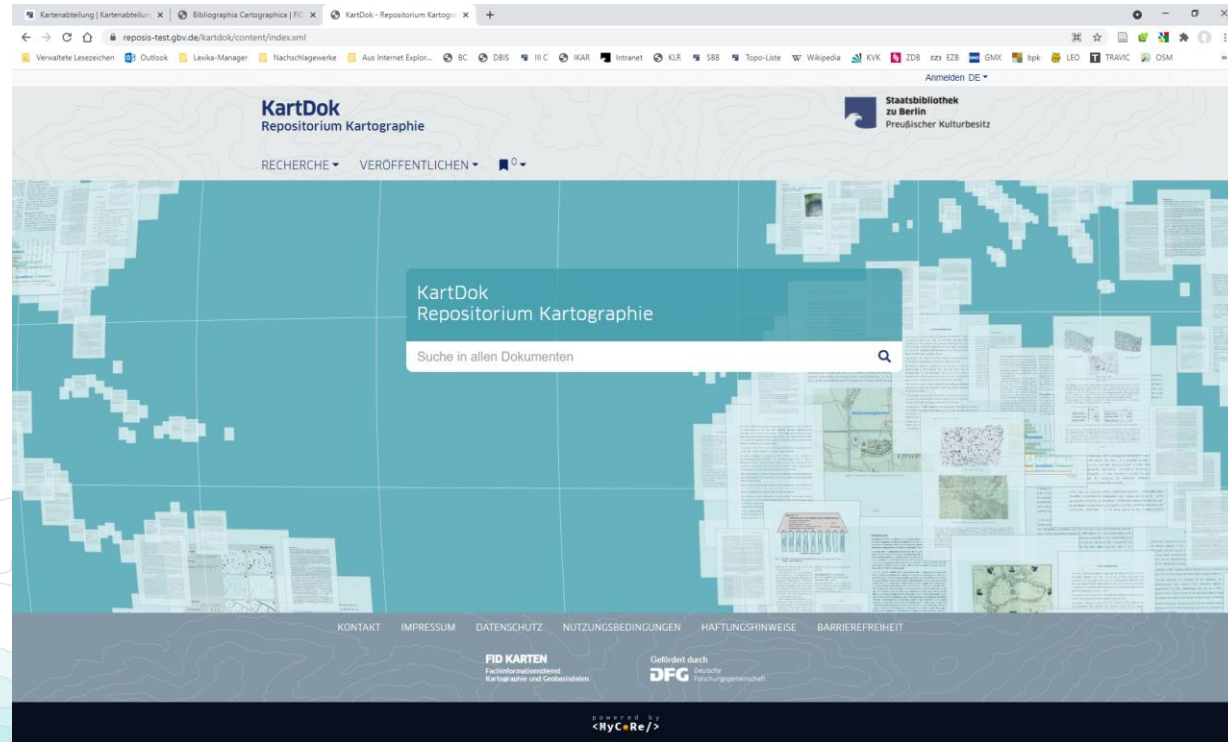 Kartenabteilung | Kartenabteilun
Bibliographia Cartographica | FID
KartDok - Repositorium Kartogra
reposis-test.gbv.de/kartdok/content/index.xml
Verwaltete Lesezeichen Outlook Lexika-Manager Nachschlagewerke Aus Internet Explor... BC DBIS III C IKAR Intranet KLR SBB Topo-Liste Wikipedia KVK ZDB EZB GMX bpk LEO TRAVIC OSM »
Anmelden DE
KartDok
Repositorium Kartographie
Staatsbibliothek
zu Berlin
Preußischer Kulturbesitz
RECHERCHE VERÖFFENTLICHEN 0
KartDok
Repositorium Kartographie
Suche in allen Dokumenten
KONTAKT IMPRESSUM DATENSCHUTZ NUTZUNGSBEDINGUNGEN HAFTUNGSHINWEISE BARRIEREFREIHEIT
FID KARTEN
Fachinformationsdienst
Kartographie und Geobasisdaten
Gefördert durch
DFG Deutsche
Forschungsgemeinschaft
powered by
<MyCoRe/>